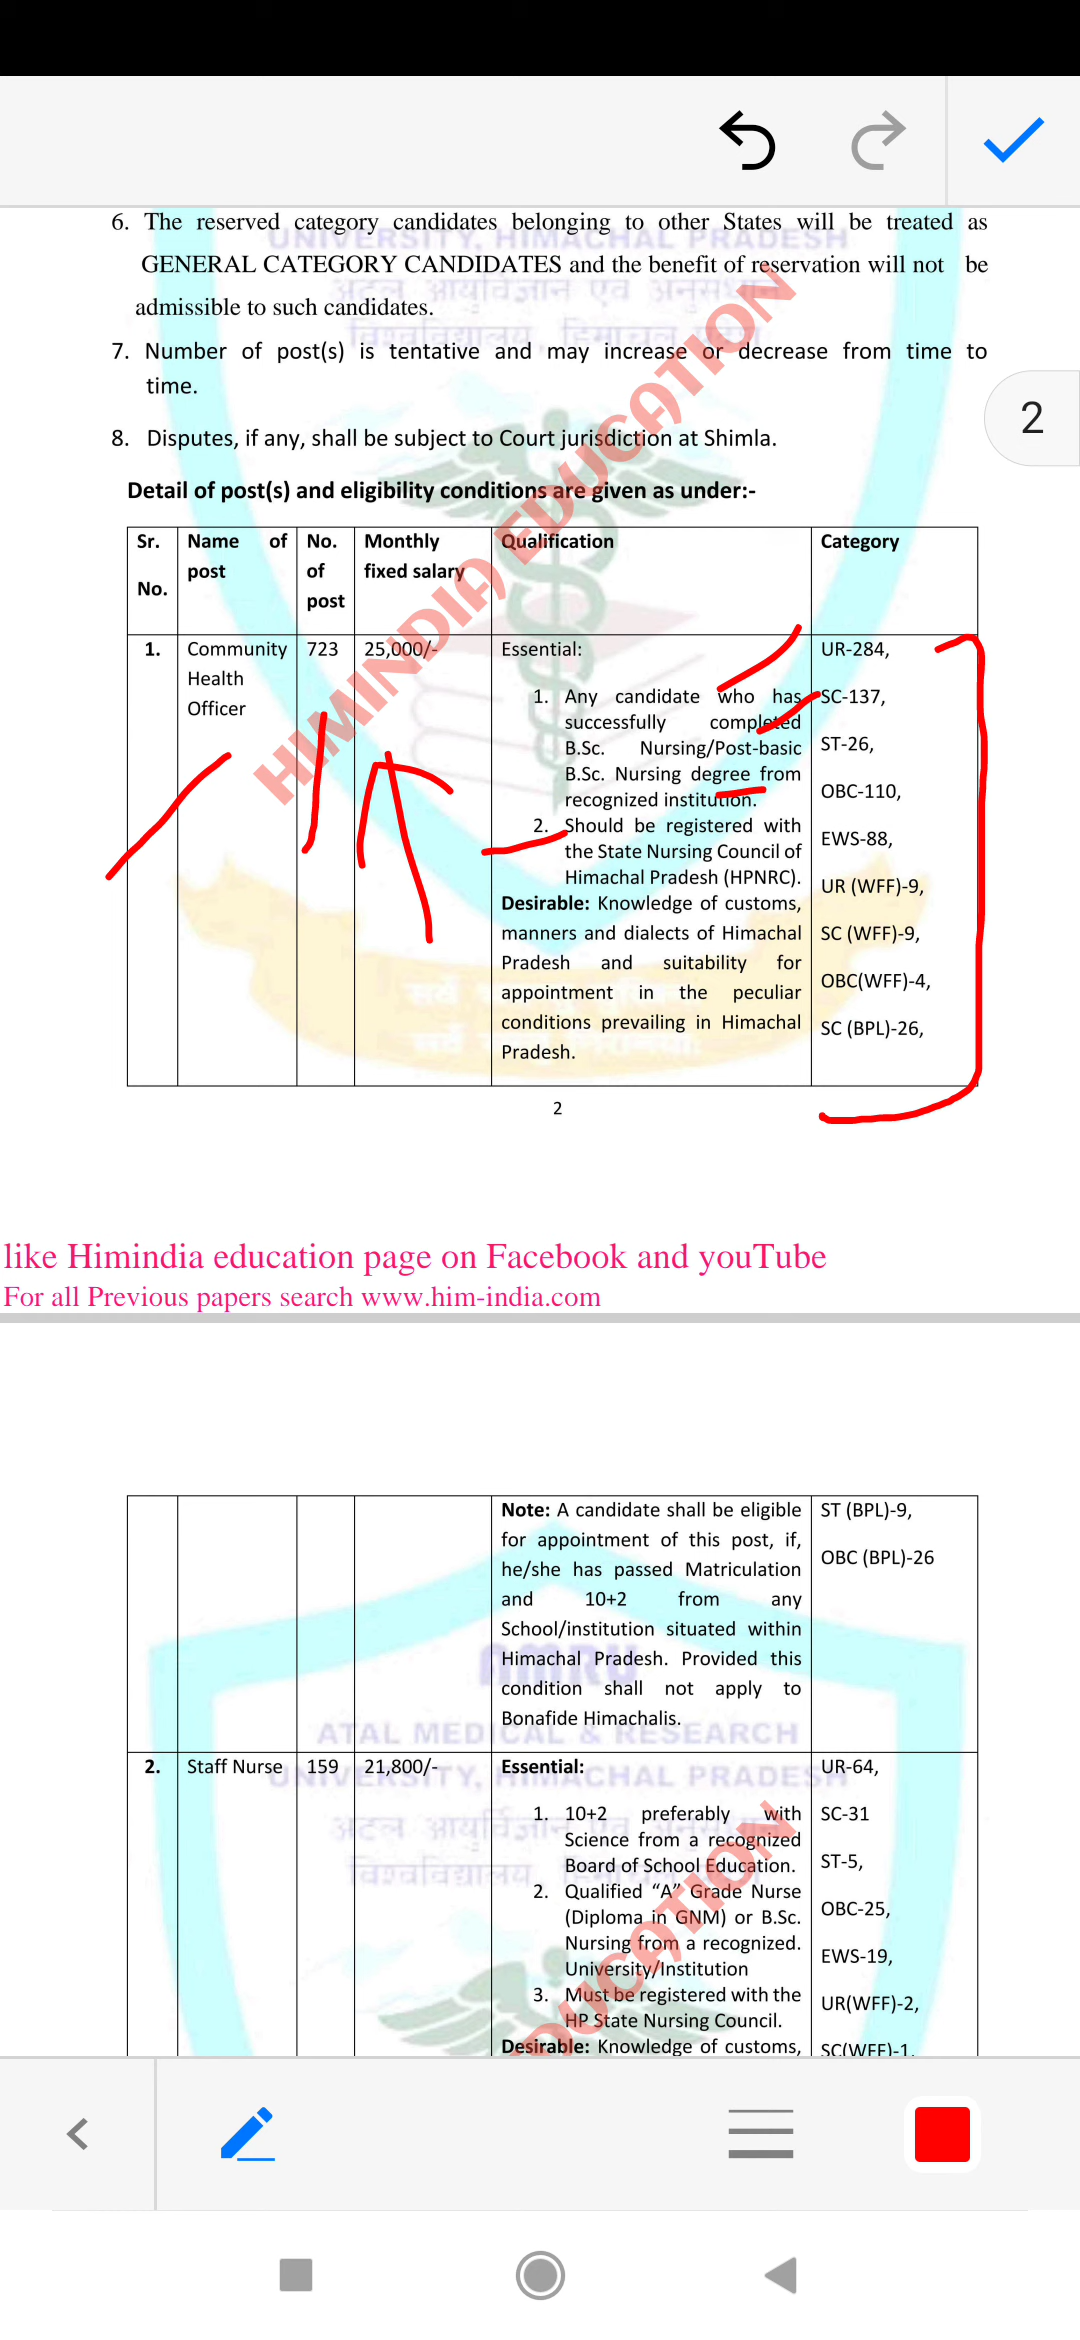 6. The reserved category candidates belonging to other States will be treated as
GENERAL CATEGORY CANDIDATES and the benefit of reservation will not be
admissible to such candidates.
7. Number of post(s) is tentative and may increase or decrease from time to
time.
2
8. Disputes, if any, shall be subject to Court jurisdiction at Shimla.
Detail of post(s) and eligibility conditions are given as under:-
Sr. No.
Name of post
No. of post
Monthly fixed salary
Qualification
Category
1.
Community
Health
Officer
723
25,000/-
Essential:
1. Any candidate who has
successfully completed
B.Sc. Nursing/Post-basic
B.Sc. Nursing degree from
recognized institution.
2. Should be registered with
the State Nursing Council of
Himachal Pradesh (HPNRC).
Desirable: Knowledge of customs,
manners and dialects of Himachal
Pradesh and suitability for
appointment in the peculiar
conditions prevailing in Himachal
Pradesh.
UR-284,
SC-137,
ST-26,
OBC-110,
EWS-88,
UR (WFF)-9,
SC (WFF)-9,
OBC(WFF)-4,
SC (BPL)-26,
HIMINDIA EDUCATION
UNIVERSITY, HIMACHAL PRADESH
2
like Himindia education page on Facebook and youTube
For all Previous papers search www.him-india.com
Note: A candidate shall be eligible
for appointment of this post, if,
he/she has passed Matriculation
and 10+2 from any
School/institution situated within
Himachal Pradesh. Provided this
condition shall not apply to
Bonafide Himachalis.
ST (BPL)-9,
OBC (BPL)-26
AMRU
ATAL MEDICAL & RESEARCH
UNIVERSITY, HIMACHAL PRADESH
2.
Staff Nurse
159
21,800/-
Essential:
1. 10+2 preferably with
Science from a recognized
Board of School Education.
2. Qualified “A” Grade Nurse
(Diploma in GNM) or B.Sc.
Nursing from a recognized.
University/Institution
3. Must be registered with the
HP State Nursing Council.
Desirable: Knowledge of customs,
UR-64,
SC-31
ST-5,
OBC-25,
EWS-19,
UR(WFF)-2,
SC(WFF)-1,
DUCATION